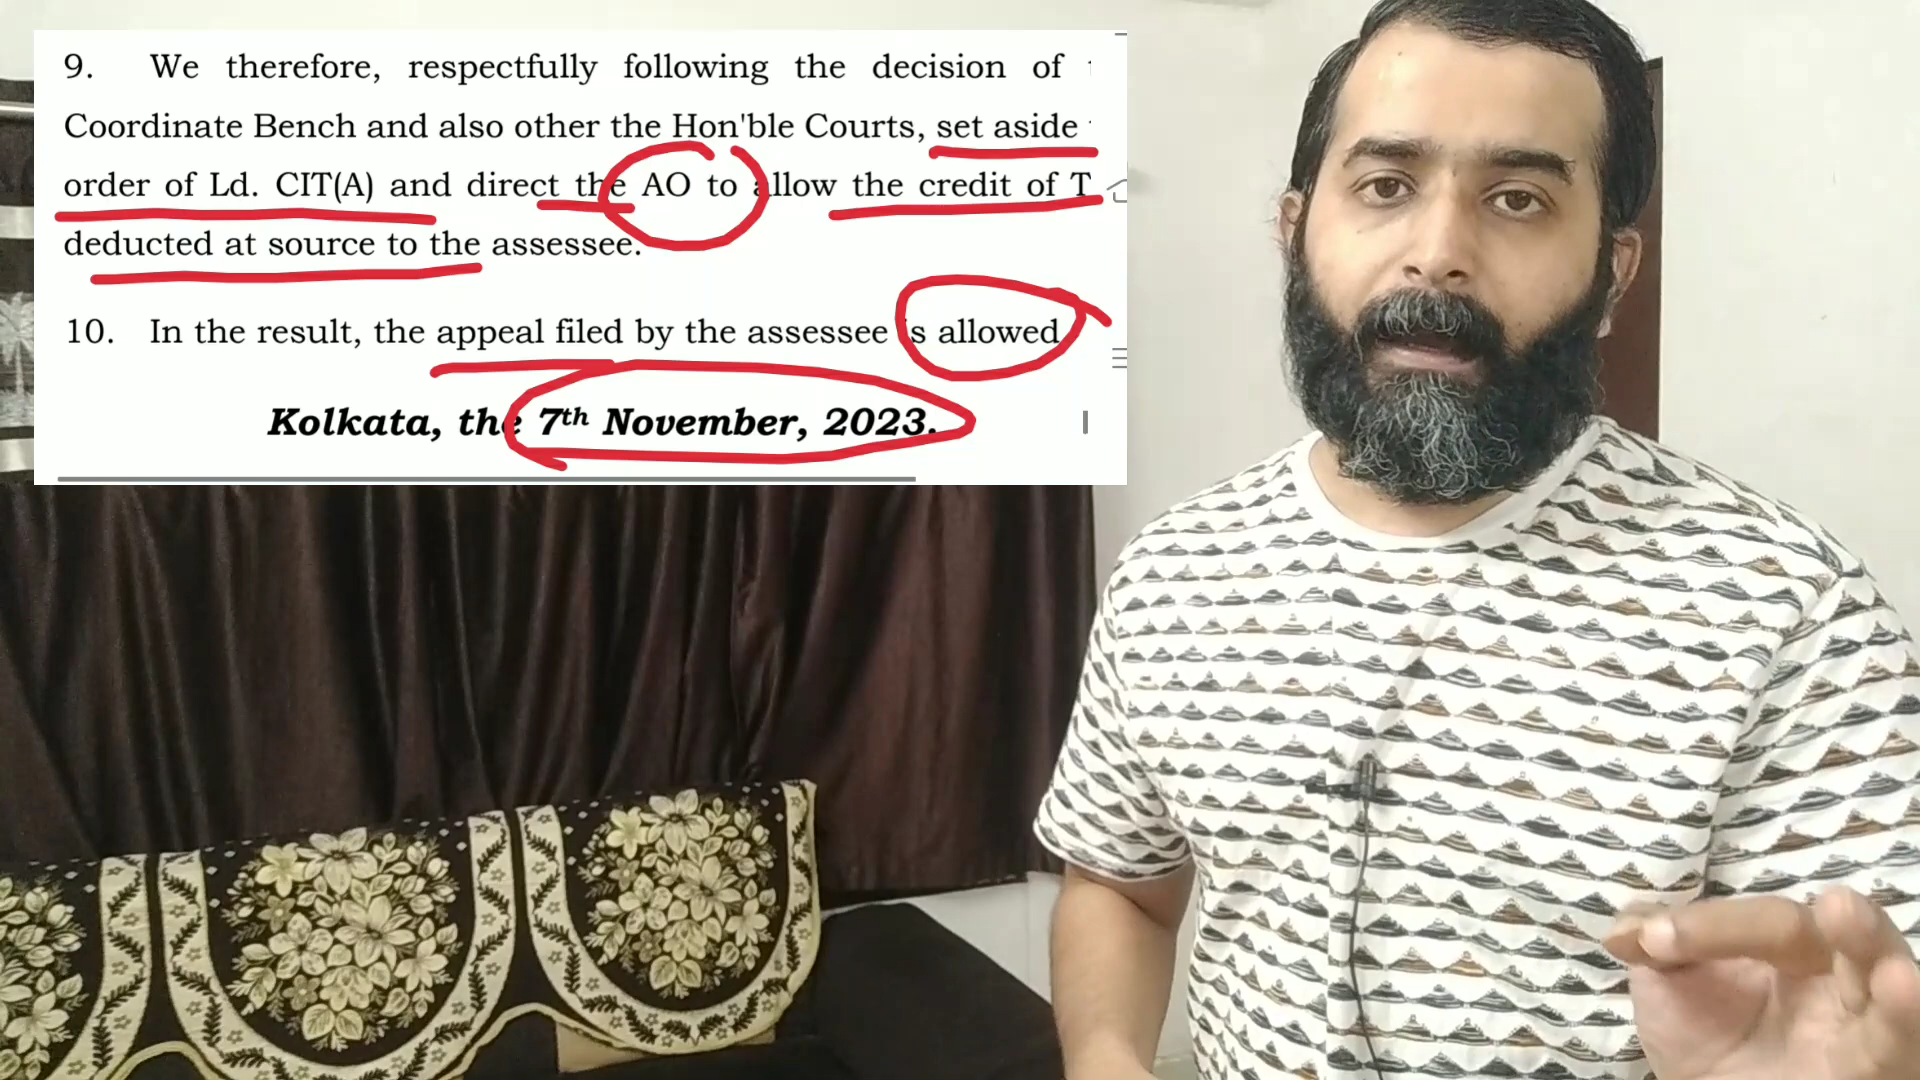 9. We therefore, respectfully following the decision of
Coordinate Bench and also other the Hon'ble Courts, set aside
order of Ld. CIT(A) and direct the AO to allow the credit of T
deducted at source to the assessee.
10. In the result, the appeal filed by the assessee is allowed
Kolkata, the 7th November, 2023.